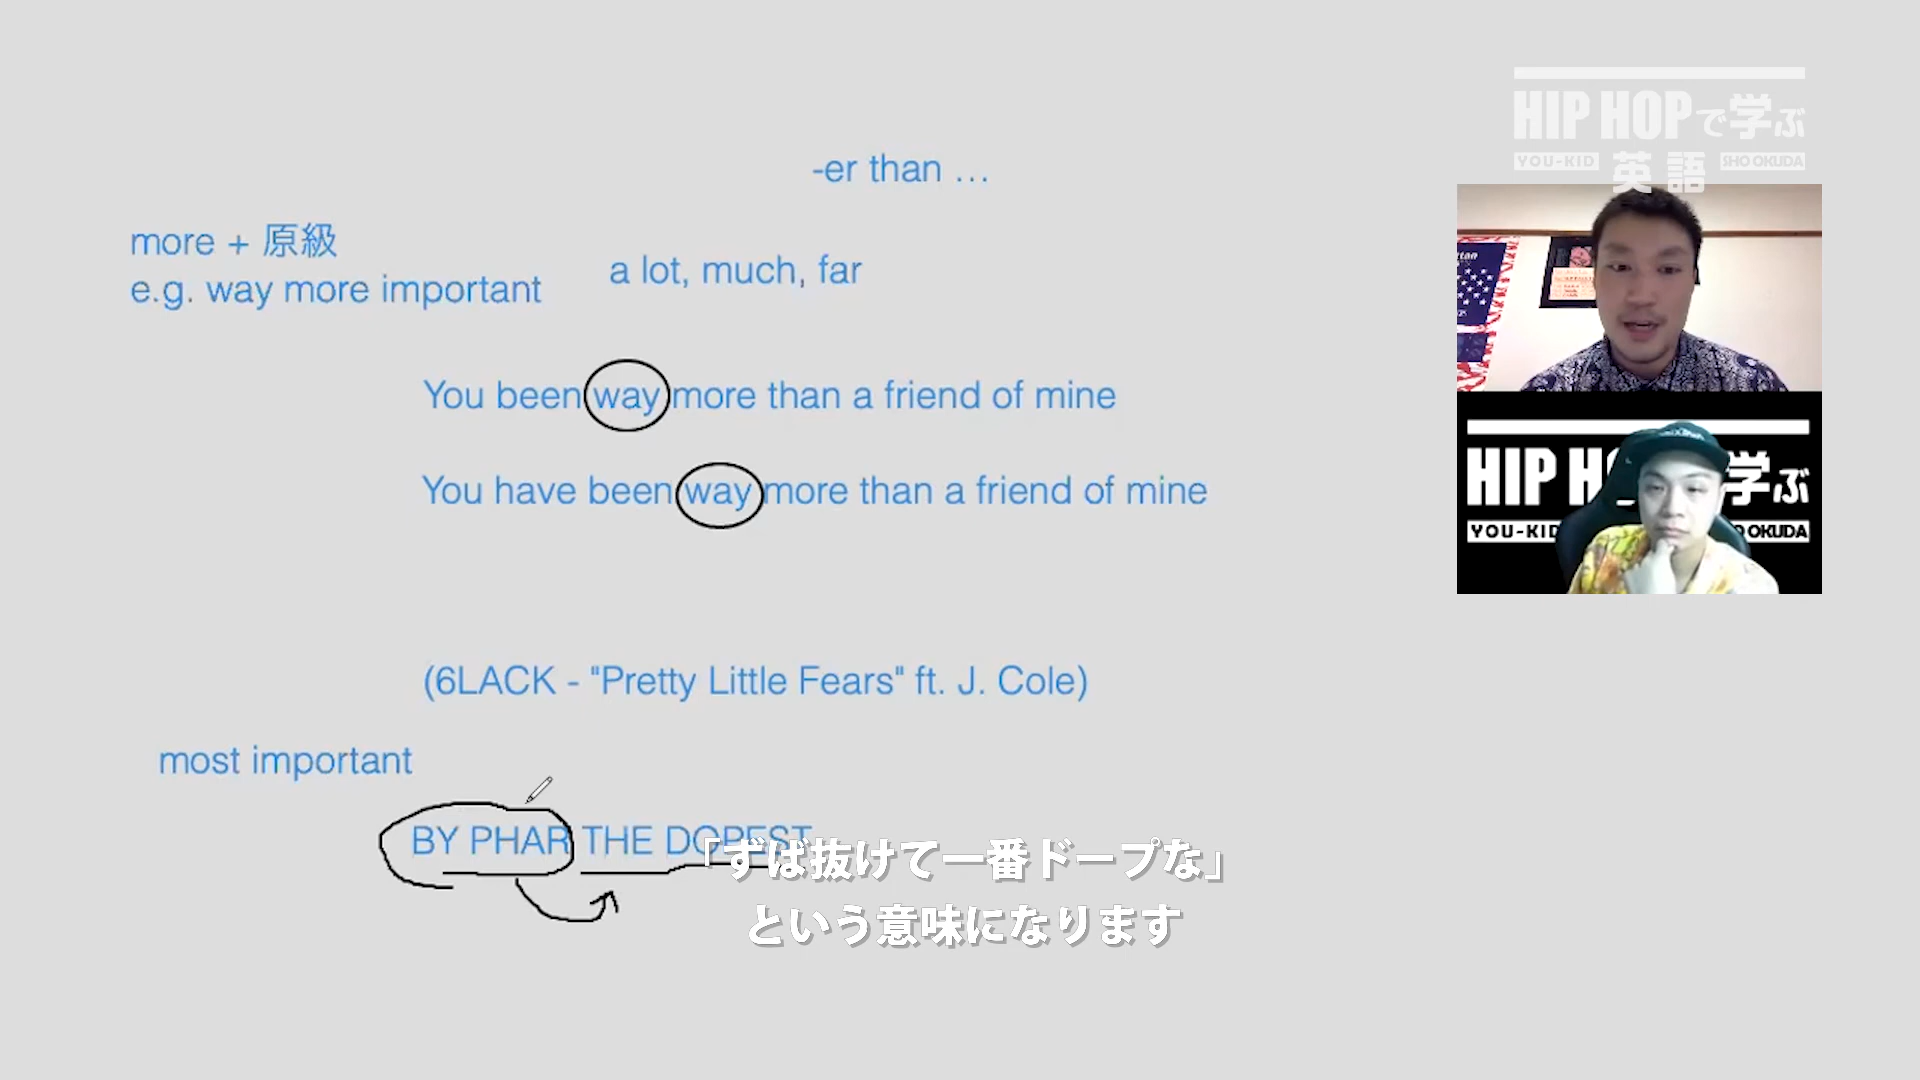 HIP HOPで学ぶ
YOU-KID 英語 SHO OKUDA
-er than …
more + 原級
e.g. way more important
a lot, much, far
You been way more than a friend of mine
You have been way more than a friend of mine
HIP H 学ぶ
YOU-KID OKUDA
(6LACK - "Pretty Little Fears" ft. J. Cole)
most important
BY PHAR THE DOPEST
「ずば抜けて一番ドープな」
という意味になります